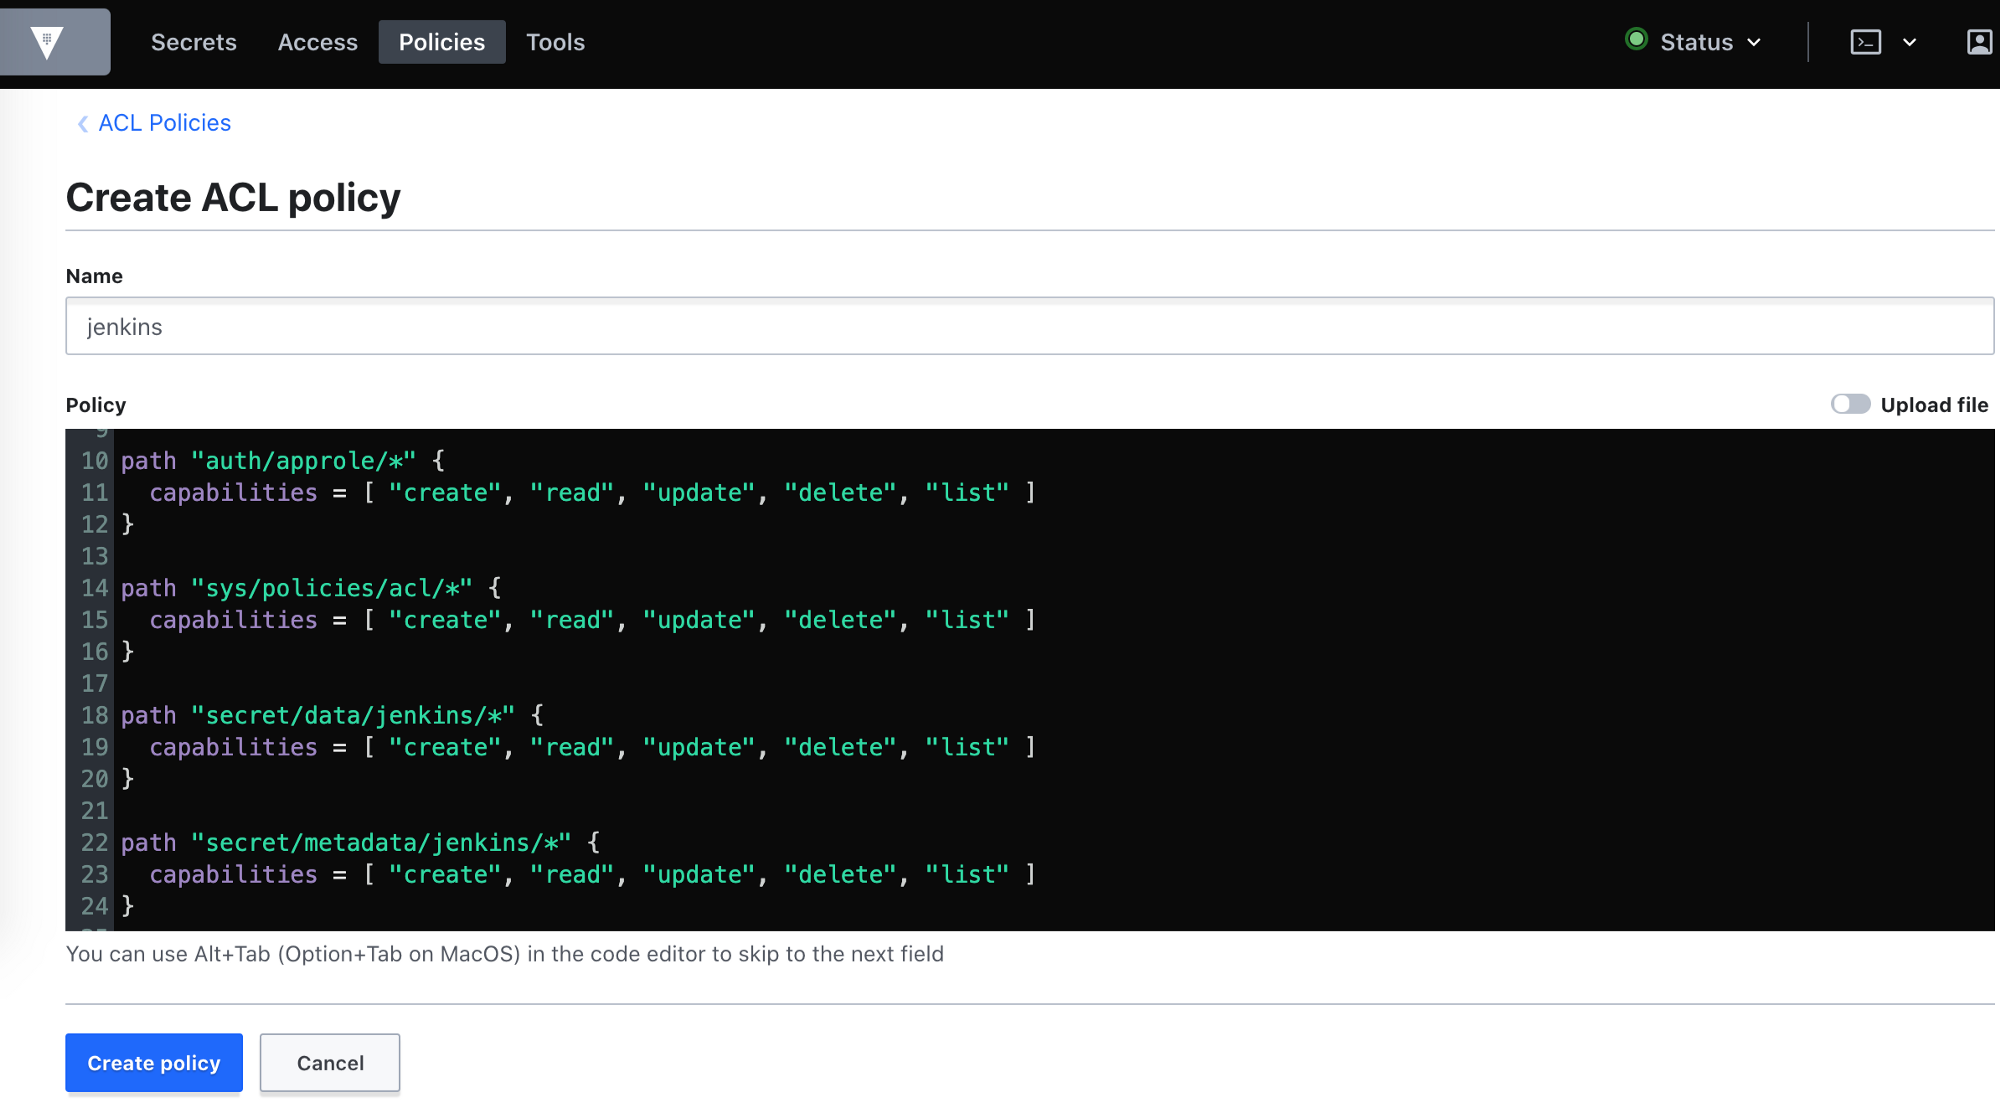 Secrets Access Policies Tools Status
ACL Policies
Create ACL policy
Name
jenkins
Policy Upload file
9
10 path "auth/approle/*" {
11 capabilities = [ "create", "read", "update", "delete", "list" ]
12 }
13
14 path "sys/policies/acl/*" {
15 capabilities = [ "create", "read", "update", "delete", "list" ]
16 }
17
18 path "secret/data/jenkins/*" {
19 capabilities = [ "create", "read", "update", "delete", "list" ]
20 }
21
22 path "secret/metadata/jenkins/*" {
23 capabilities = [ "create", "read", "update", "delete", "list" ]
24 }
You can use Alt+Tab (Option+Tab on MacOS) in the code editor to skip to the next field
Create policy Cancel